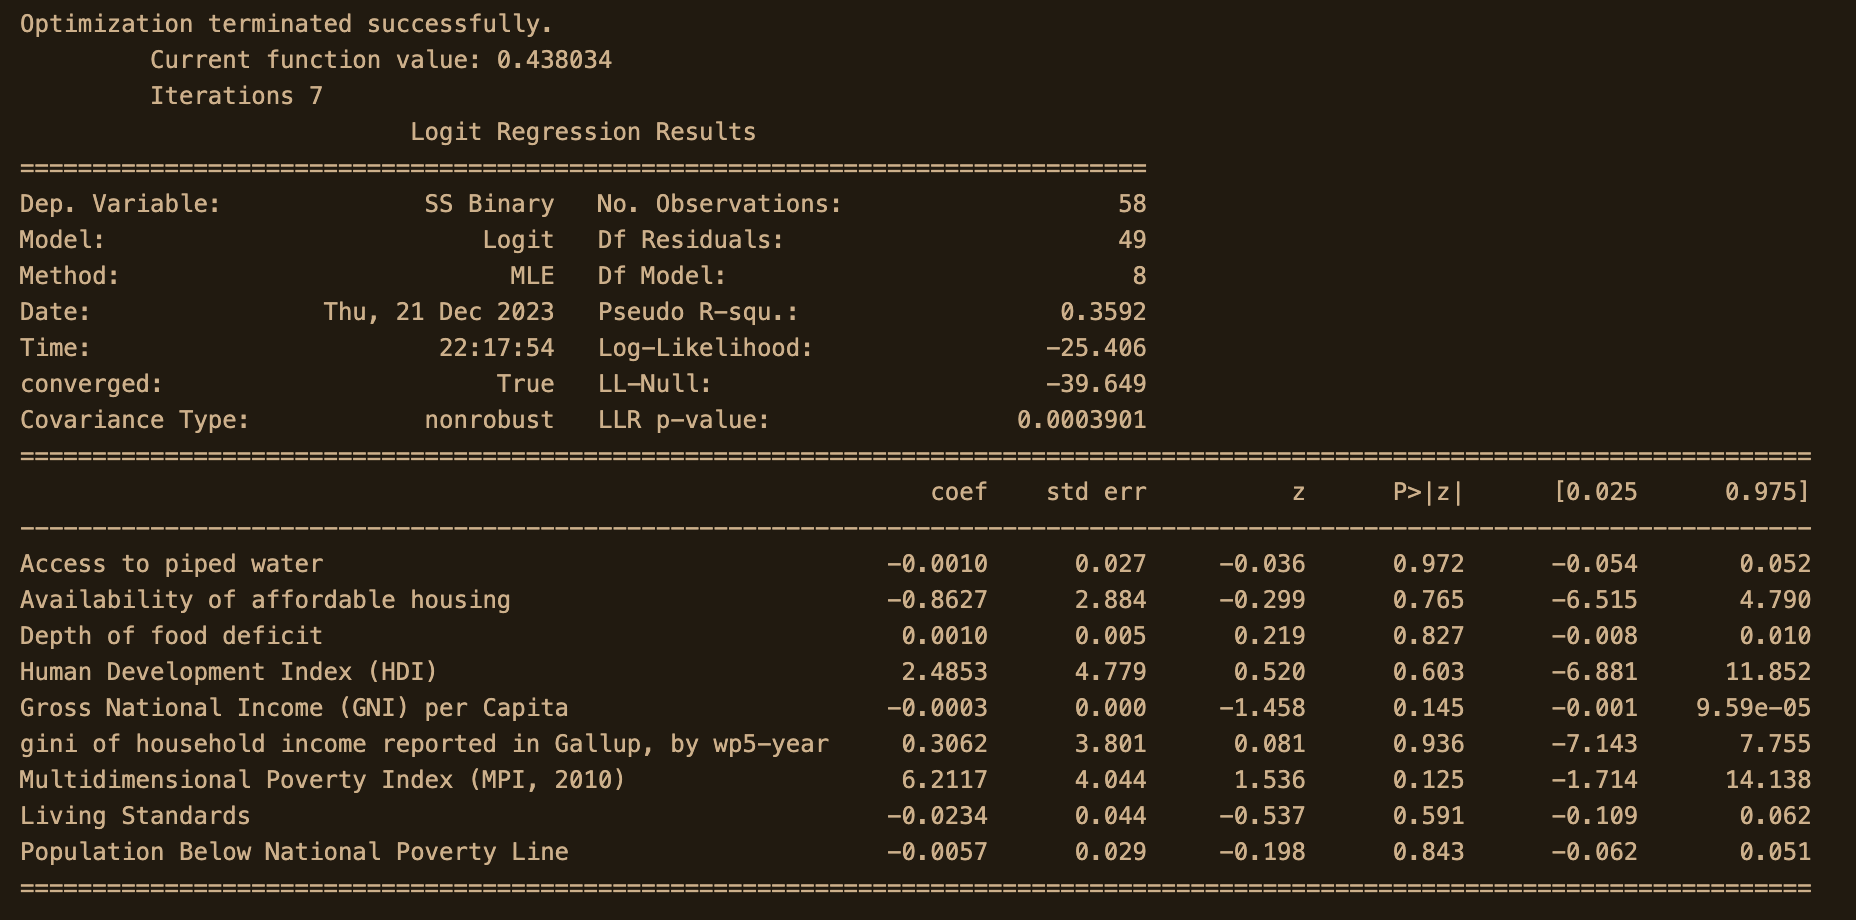 Optimization terminated successfully.
         Current function value: 0.438034
         Iterations 7
                           Logit Regression Results
==============================================================================
Dep. Variable:              SS Binary   No. Observations:                   58
Model:                          Logit   Df Residuals:                       49
Method:                           MLE   Df Model:                            8
Date:                Thu, 21 Dec 2023   Pseudo R-squ.:                  0.3592
Time:                        22:17:54   Log-Likelihood:                -25.406
converged:                       True   LL-Null:                       -39.649
Covariance Type:            nonrobust   LLR p-value:                 0.0003901
============================================================================================================================
                                                               coef    std err          z      P>|z|      [0.025      0.975]
----------------------------------------------------------------------------------------------------------------------------
Access to piped water                                       -0.0010      0.027     -0.036      0.972      -0.054       0.052
Availability of affordable housing                          -0.8627      2.884     -0.299      0.765      -6.515       4.790
Depth of food deficit                                        0.0010      0.005      0.219      0.827      -0.008       0.010
Human Development Index (HDI)                                2.4853      4.779      0.520      0.603      -6.881      11.852
Gross National Income (GNI) per Capita                      -0.0003      0.000     -1.458      0.145      -0.001    9.59e-05
gini of household income reported in Gallup, by wp5-year     0.3062      3.801      0.081      0.936      -7.143       7.755
Multidimensional Poverty Index (MPI, 2010)                   6.2117      4.044      1.536      0.125      -1.714      14.138
Living Standards                                            -0.0234      0.044     -0.537      0.591      -0.109       0.062
Population Below National Poverty Line                      -0.0057      0.029     -0.198      0.843      -0.062       0.051
============================================================================================================================